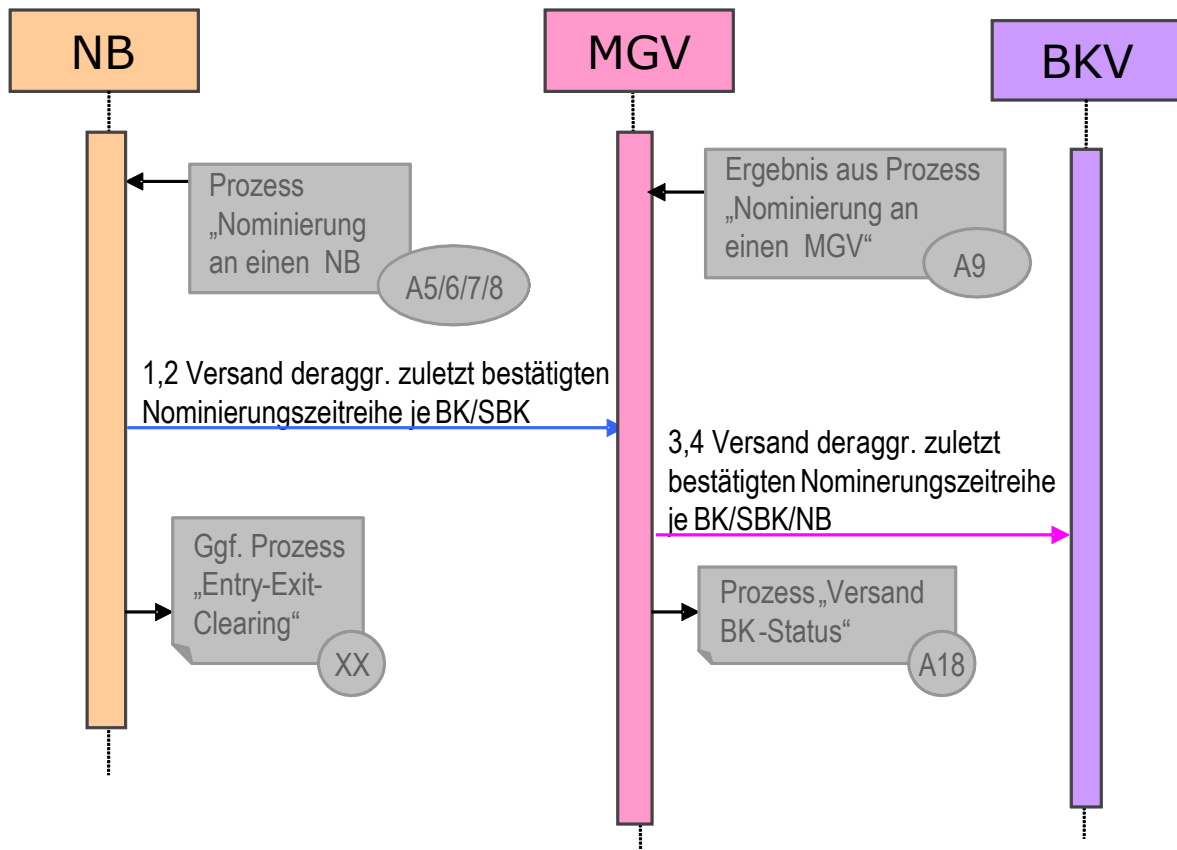 NB
MGV
BKV
Prozess
„Nominierung
an einen NB
A5/6/7/8
Ergebnis aus Prozess
„Nominierung an
einen MGV“
A9
1,2 Versand deraggr. zuletzt bestätigten
Nominierungszeitreihe je BK/SBK
3,4 Versand deraggr. zuletzt
bestätigten Nominerungszeitreihe
je BK/SBK/NB
Ggf. Prozess
„Entry-Exit-
Clearing“
XX
Prozess „Versand
BK-Status“
A18